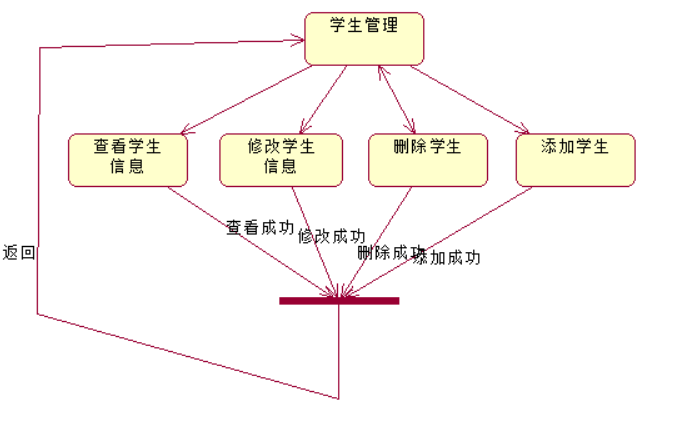 学生管理
查看学生
信息
修改学生
信息
删除学生
添加学生
查看成功
修改成功
删除成功
添加成功
返回